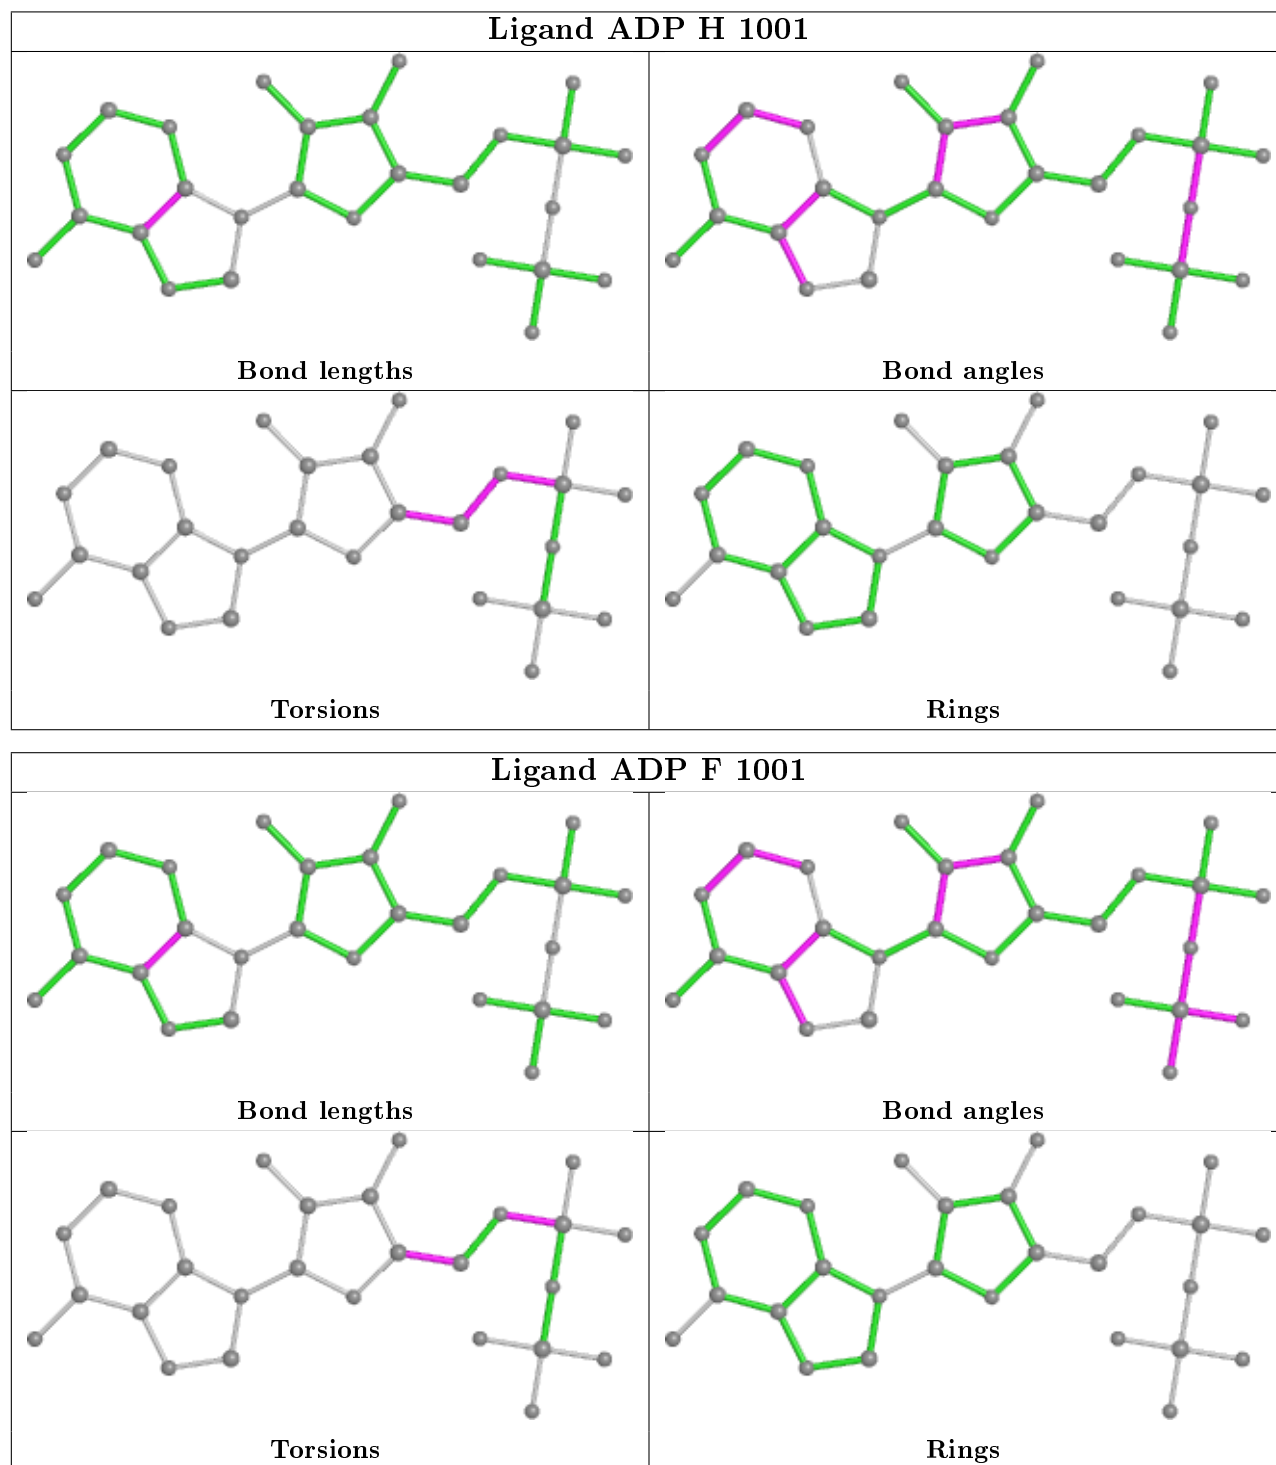 Ligand ADP H 1001
Bond lengths
Bond angles
Torsions
Rings
Ligand ADP F 1001
Bond lengths
Bond angles
Torsions
Rings